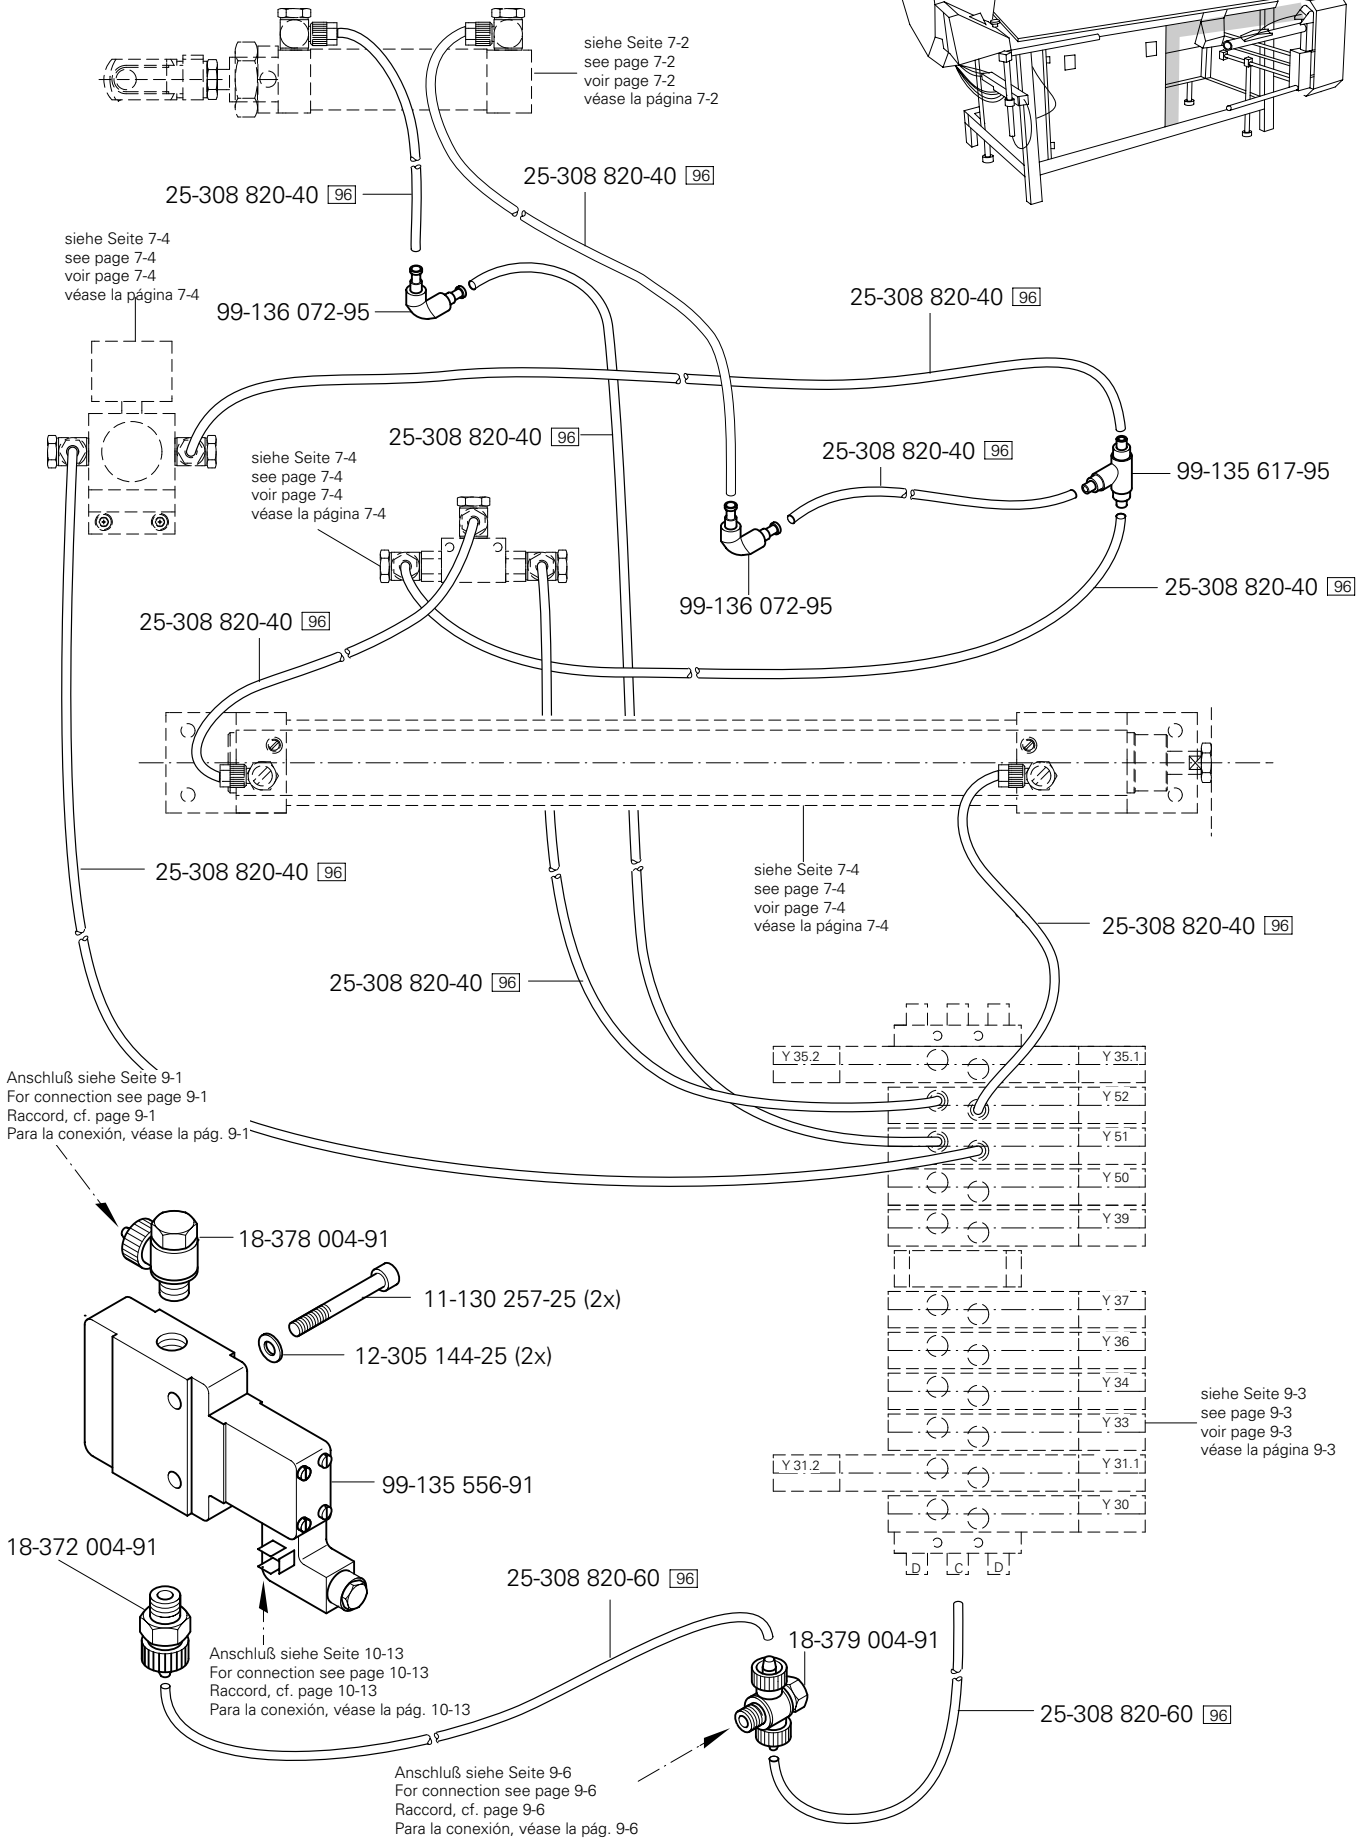 siehe Seite 7-2
see page 7-2
voir page 7-2
véase la página 7-2
25-308 820-40 96
25-308 820-40 96
siehe Seite 7-4
see page 7-4
voir page 7-4
véase la página 7-4
99-136 072-95
25-308 820-40 96
25-308 820-40 96
25-308 820-40 96
99-135 617-95
siehe Seite 7-4
see page 7-4
voir page 7-4
véase la página 7-4
25-308 820-40 96
99-136 072-95
25-308 820-40 96
25-308 820-40 96
siehe Seite 7-4
see page 7-4
voir page 7-4
véase la página 7-4
25-308 820-40 96
25-308 820-40 96
Y 35.2
Y 35.1
Y 52
Y 51
Y 50
Y 39
Anschluß siehe Seite 9-1
For connection see page 9-1
Raccord, cf. page 9-1
Para la conexión, véase la pág. 9-1
18-378 004-91
11-130 257-25 (2x)
12-305 144-25 (2x)
Y 37
Y 36
Y 34
Y 33
Y 31.2
Y 31.1
Y 30
D
C
D
siehe Seite 9-3
see page 9-3
voir page 9-3
véase la página 9-3
99-135 556-91
18-372 004-91
25-308 820-60 96
18-379 004-91
Anschluß siehe Seite 10-13
For connection see page 10-13
Raccord, cf. page 10-13
Para la conexión, véase la pág. 10-13
25-308 820-60 96
Anschluß siehe Seite 9-6
For connection see page 9-6
Raccord, cf. page 9-6
Para la conexión, véase la pág. 9-6